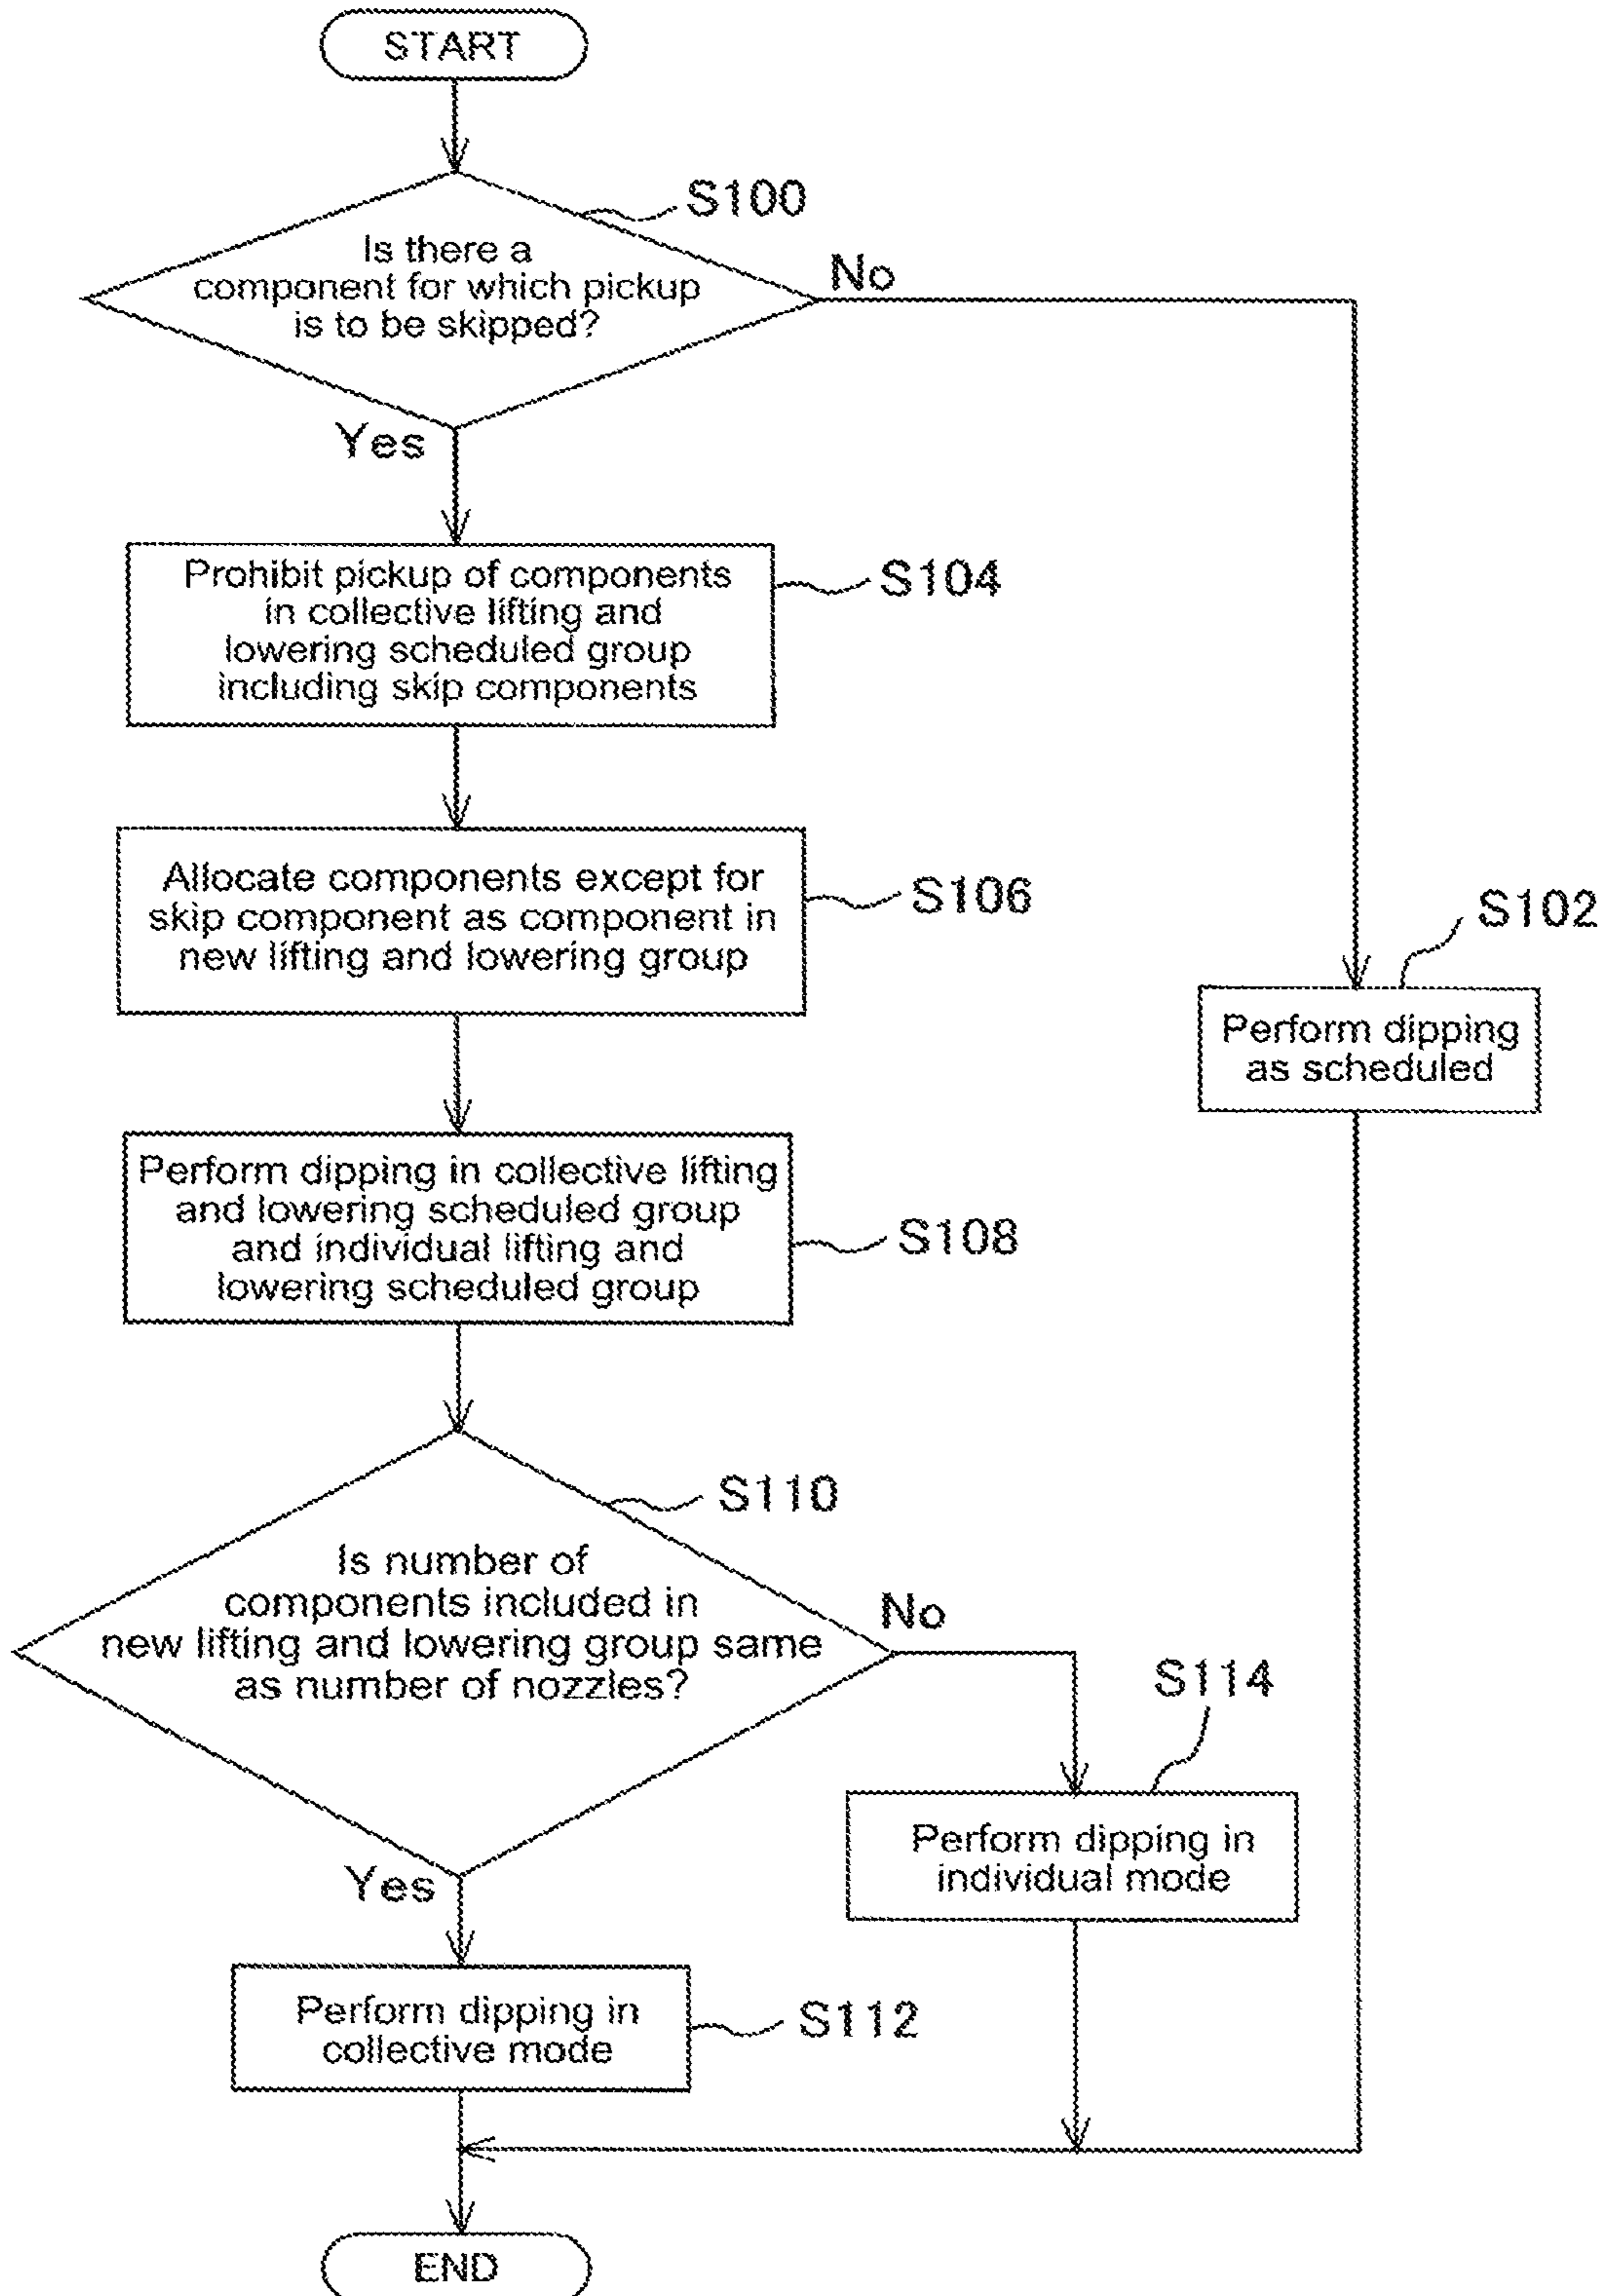 START
S100
Is there a
component for which pickup
is to be skipped?
No
Yes
Prohibit pickup of components
in collective lifting and
lowering scheduled group
including skip components
S104
Allocate components except for
skip component as component in
new lifting and lowering group
S106
S102
Perform dipping
as scheduled
Perform dipping in collective lifting
and lowering scheduled group
and individual lifting and
lowering scheduled group
S108
S110
Is number of
components included in
new lifting and lowering group same
as number of nozzles?
No
S114
Perform dipping in
individual mode
Yes
Perform dipping in
collective mode
S112
END